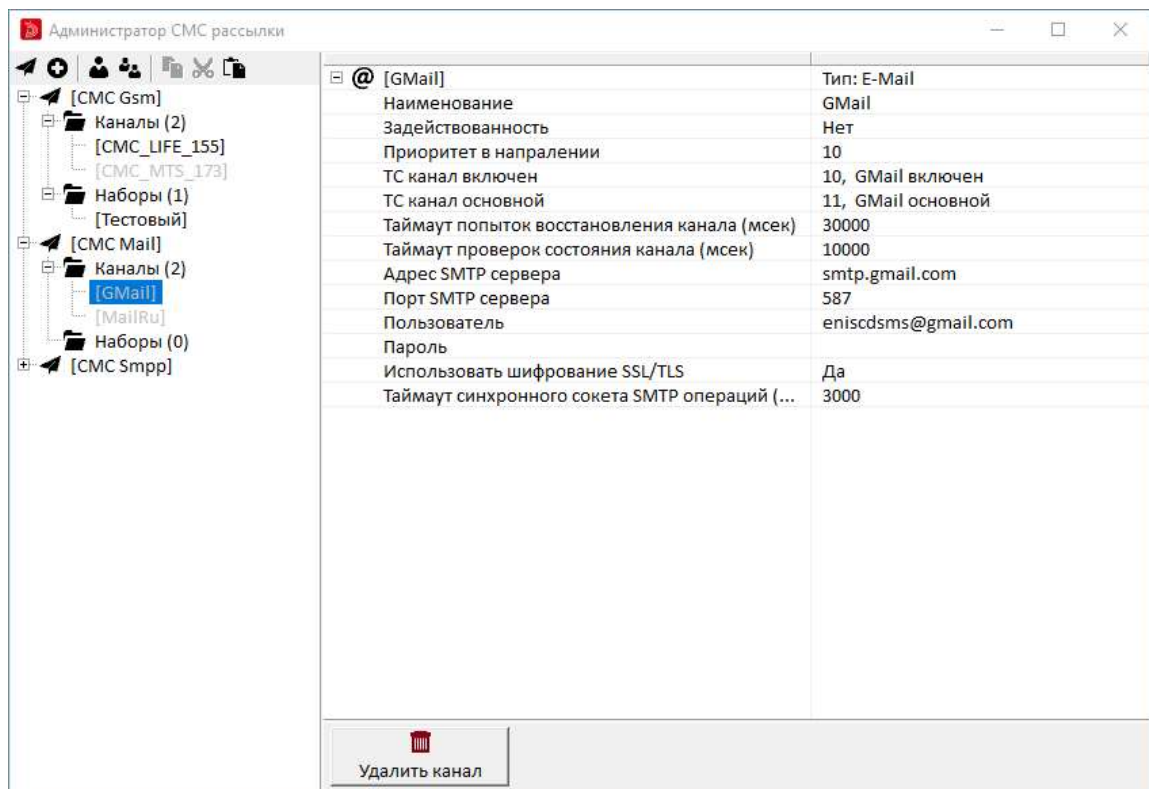 Администратор СМС рассылки
[СМС Gsm]
Каналы (2)
[СМС_LIFE_155]
[СМС_MTS_173]
Наборы (1)
[Тестовый]
[СМС Mail]
Каналы (2)
[GMail]
[MailRu]
Наборы (0)
[СМС Smpp]
@ [GMail] Тип: E-Mail
Наименование GMail
Задействованность Нет
Приоритет в напралении 10
ТС канал включен 10, GMail включен
ТС канал основной 11, GMail основной
Таймаут попыток восстановления канала (мсек) 30000
Таймаут проверок состояния канала (мсек) 10000
Адрес SMTP сервера smtp.gmail.com
Порт SMTP сервера 587
Пользователь eniscdsms@gmail.com
Пароль
Использовать шифрование SSL/TLS Да
Таймаут синхронного сокета SMTP операций (... 3000
Удалить канал